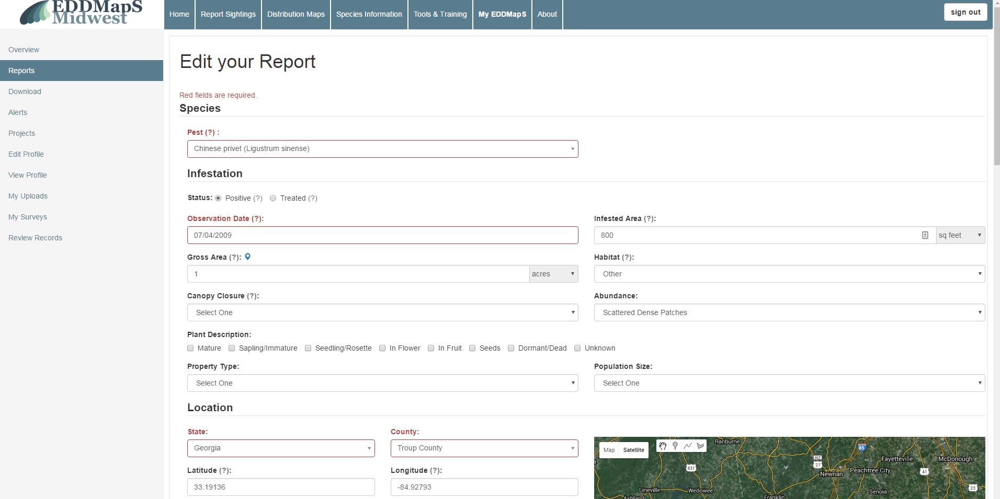 EDDMapS
Midwest
Home
Report Sightings
Distribution Maps
Species Information
Tools & Training
My EDDMapS
About
sign out
Overview
Reports
Download
Alerts
Projects
Edit Profile
View Profile
My Uploads
My Surveys
Review Records
Edit your Report
Red fields are required.
Species
Pest (?) :
Chinese privet (Ligustrum sinense)
Infestation
Status: Positive (?) Treated (?)
Observation Date (?):
07/04/2009
Infested Area (?):
800 sq feet
Gross Area (?):
1 acres
Habitat (?):
Other
Canopy Closure (?):
Select One
Abundance:
Scattered Dense Patches
Plant Description:
Mature Sapling/Immature Seedling/Rosette In Flower In Fruit Seeds Dormant/Dead Unknown
Property Type:
Select One
Population Size:
Select One
Location
State:
Georgia
County:
Troup County
Latitude (?):
33.19136
Longitude (?):
-84.92793
Map Satellite
Ranburne
85
Fayetteville
McDonough
ALT
27
431
Newnan
Peachtree City
41
Lineville
Wedowee
Senoia
23
Ashland
Franklin